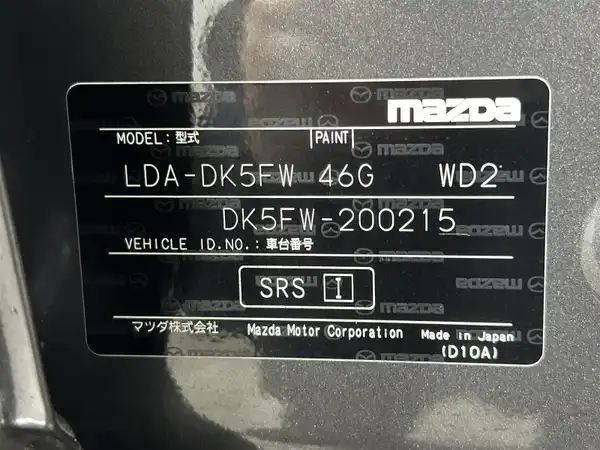 mazda
MODEL: 型式 PAINT
LDA-DK5FW 46G WD2
DK5FW-200215
VEHICLE ID.NO.: 車台番号
SRS I
マツダ株式会社 Mazda Motor Corporation Made in Japan
(D10A)